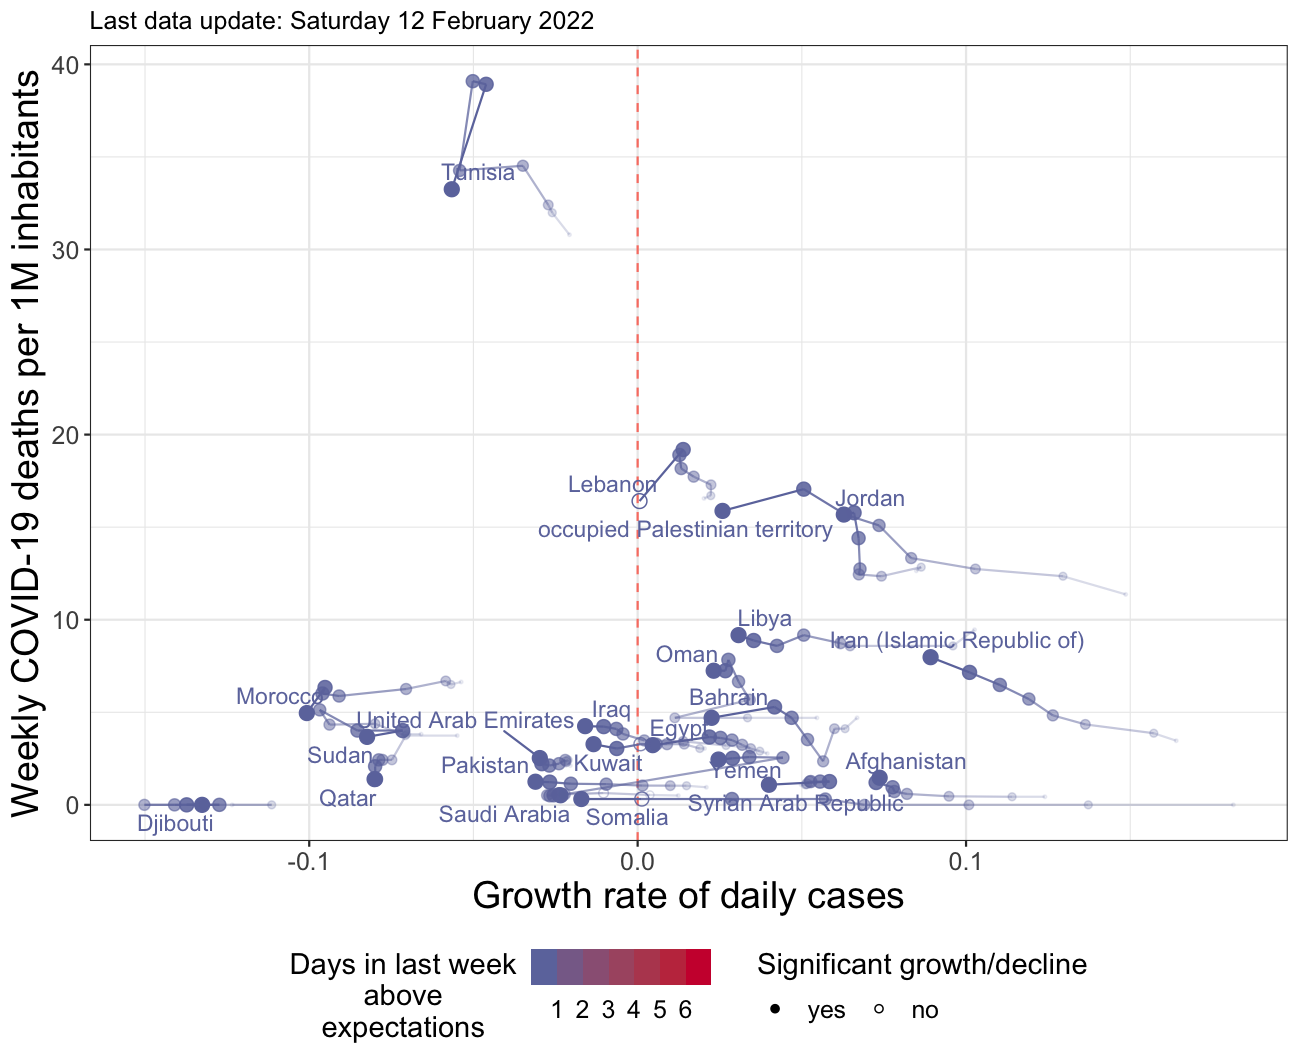 Last data update: Saturday 12 February 2022
Weekly COVID-19 deaths per 1M inhabitants
40
30
20
10
0
Tunisia
Lebanon
Jordan
occupied Palestinian territory
Libya
Iran (Islamic Republic of)
Oman
Morocco
Bahrain
Iraq
United Arab Emirates
Egypt
Sudan
Pakistan
Kuwait
Yemen
Afghanistan
Qatar
Syrian Arab Republic
Saudi Arabia
Somalia
Djibouti
-0.1
0.0
0.1
Growth rate of daily cases
Days in last week
above
expectations
1 2 3 4 5 6
Significant growth/decline
yes
no